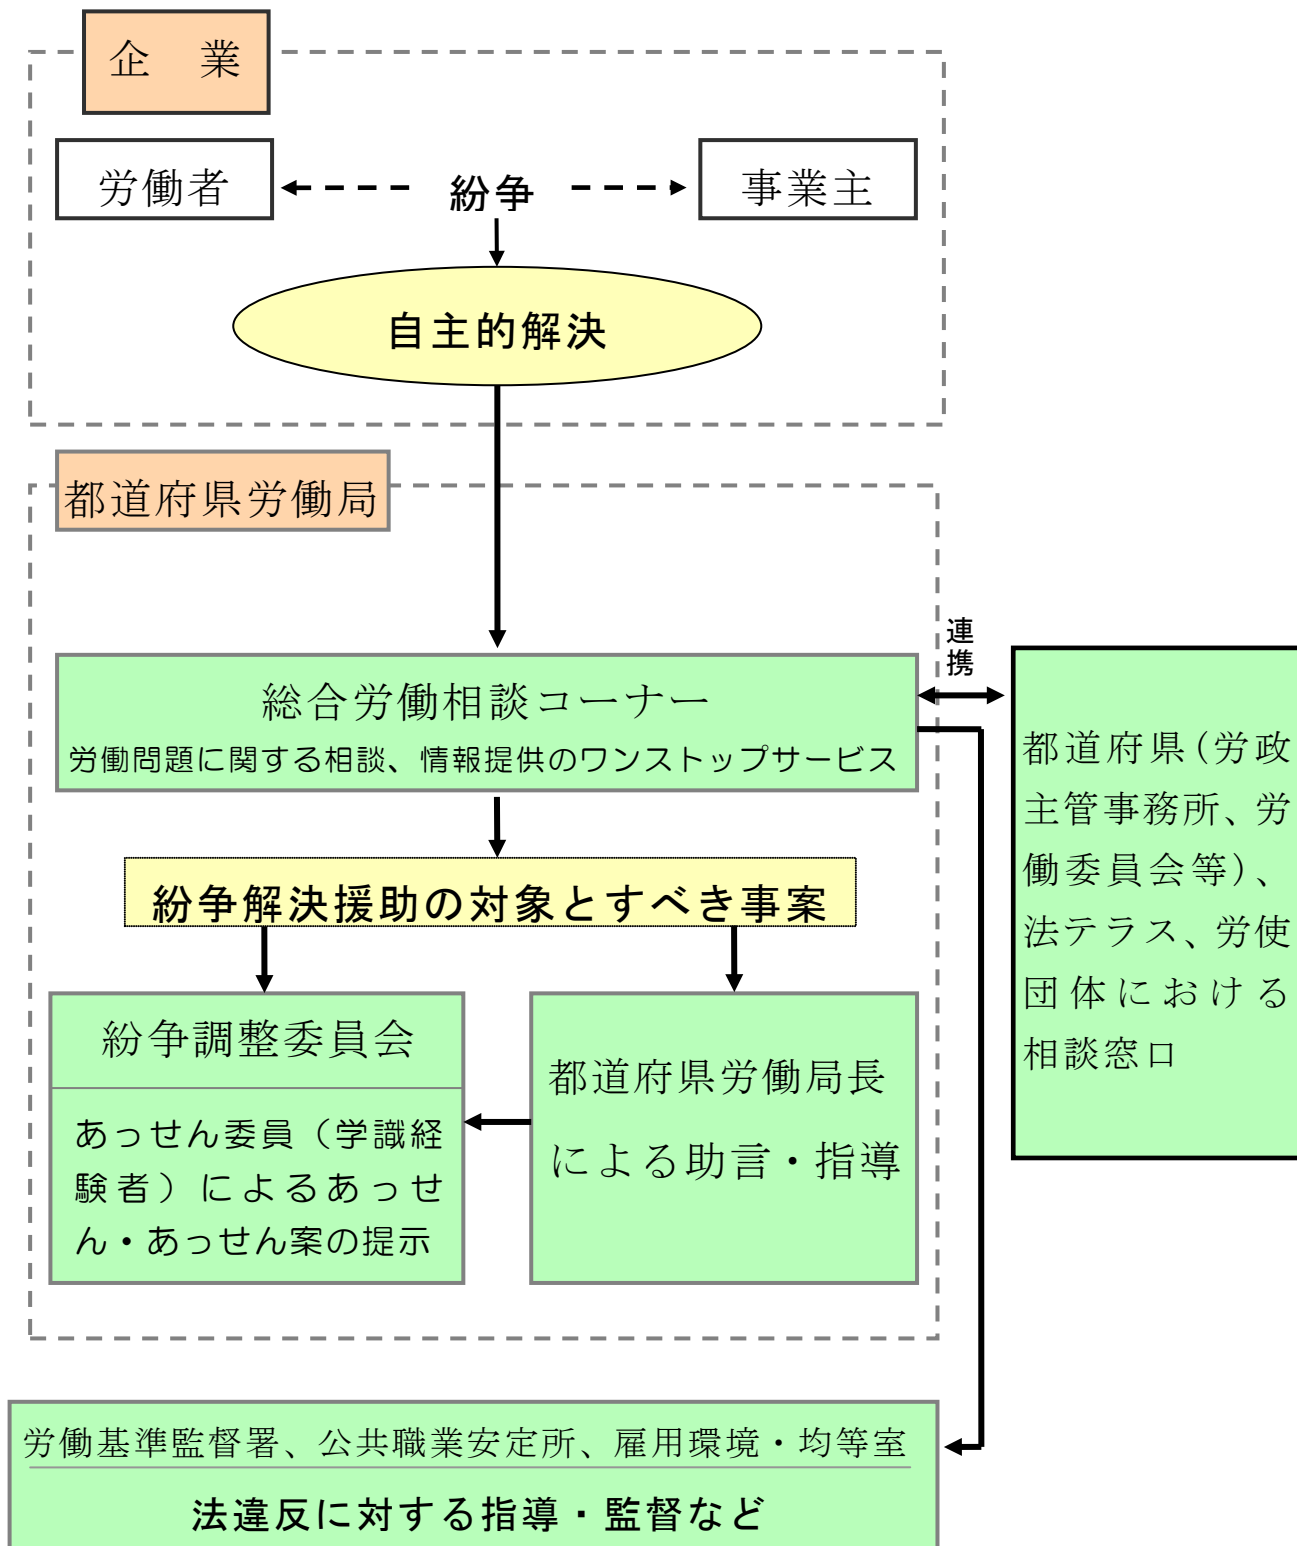 企　業
労働者
紛争
事業主
自主的解決
都道府県労働局
連
携
総合労働相談コーナー
労働問題に関する相談、情報提供のワンストップサービス
都道府県（労政
主管事務所、労
働委員会等）、
法テラス、労使
団体における
相談窓口
紛争解決援助の対象とすべき事案
紛争調整委員会
あっせん委員（学識経
験者）によるあっせ
ん・あっせん案の提示
都道府県労働局長
による助言・指導
労働基準監督署、公共職業安定所、雇用環境・均等室
法違反に対する指導・監督など